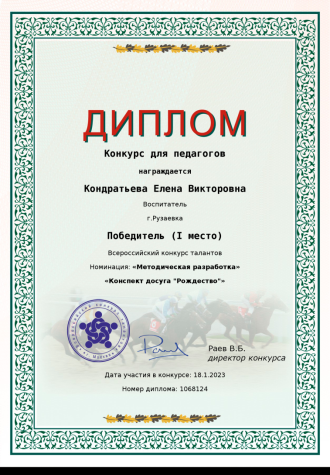 ДИПЛОМ
Конкурс для педагогов
награждается
Кондратьева Елена Викторовна
Воспитатель
г.Рузаевка
Победитель (I место)
Всероссийский конкурс талантов
Номинация: «Методическая разработка»
«Конспект досуга "Рождество"»
Раев В.Б.
директор конкурса
Дата участия в конкурсе: 18.1.2023
Номер диплома: 1068124